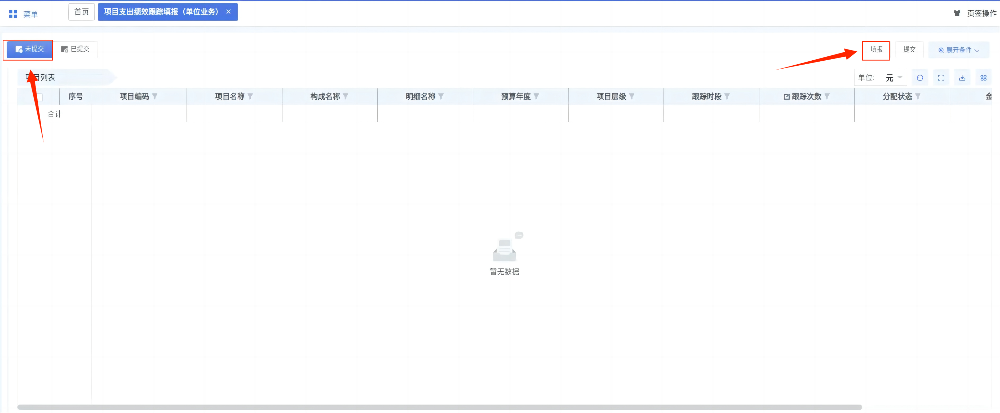 菜单
首页
项目支出绩效跟踪填报（单位业务） ×
页签操作
未提交
已提交
填报
提交
展开条件
项目列表
单位: 元
序号 项目编码 项目名称 构成名称 明细名称 预算年度 项目层级 跟踪时段 跟踪次数 分配状态 金
合计
暂无数据